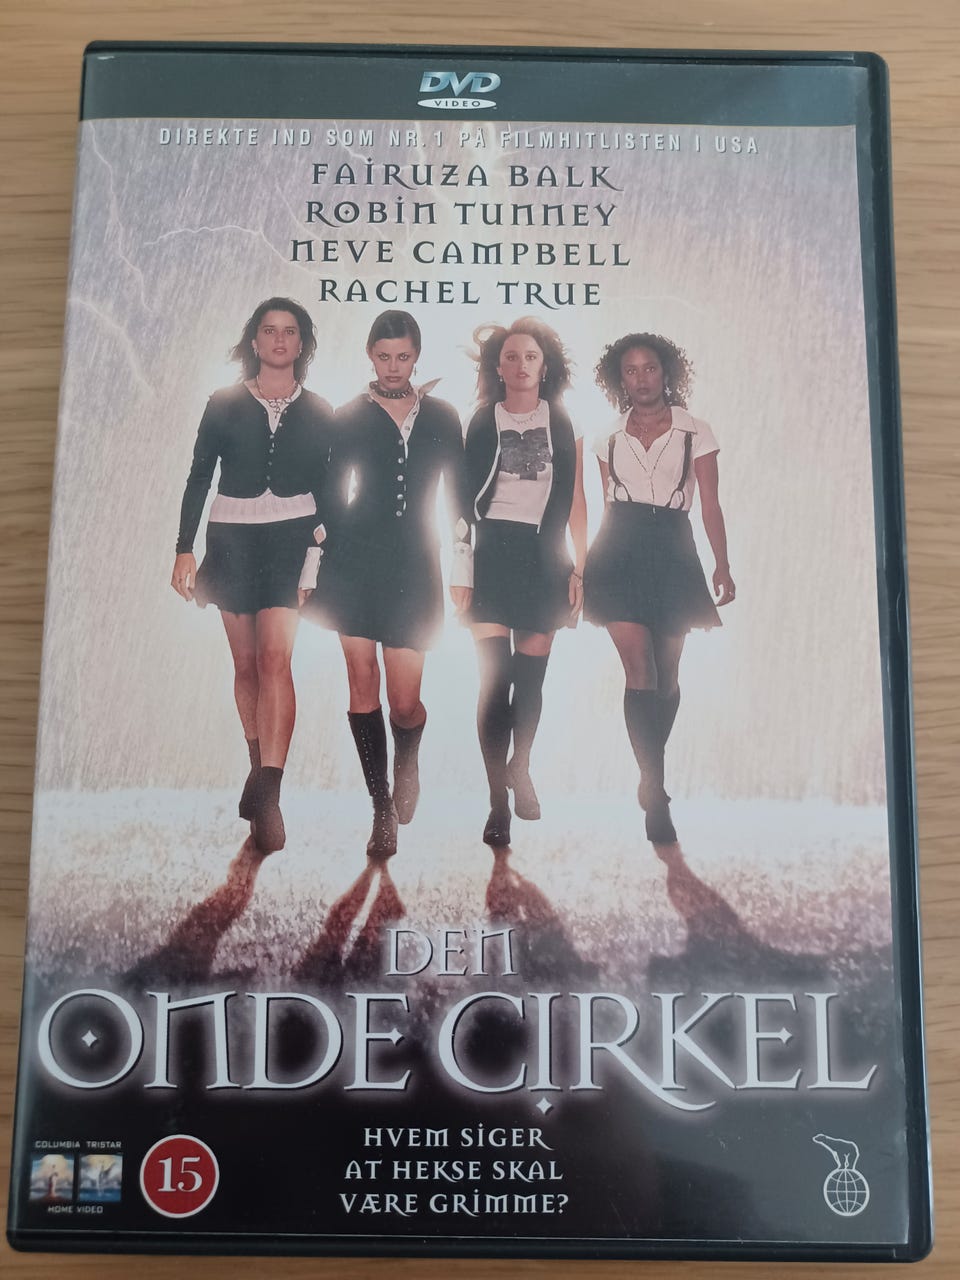 DVD
VIDEO
DIREKTE IND SOM NR. 1 PÅ FILMHITLISTEN I USA
FAIRUZA BALK
ROBIN TUNNEY
NEVE CAMPBELL
RACHEL TRUE
DEN
ONDE CIRKEL
HVEM SIGER
AT HEKSE SKAL
VÆRE GRIMME?
COLUMBIA TRISTAR
HOME VIDEO
15